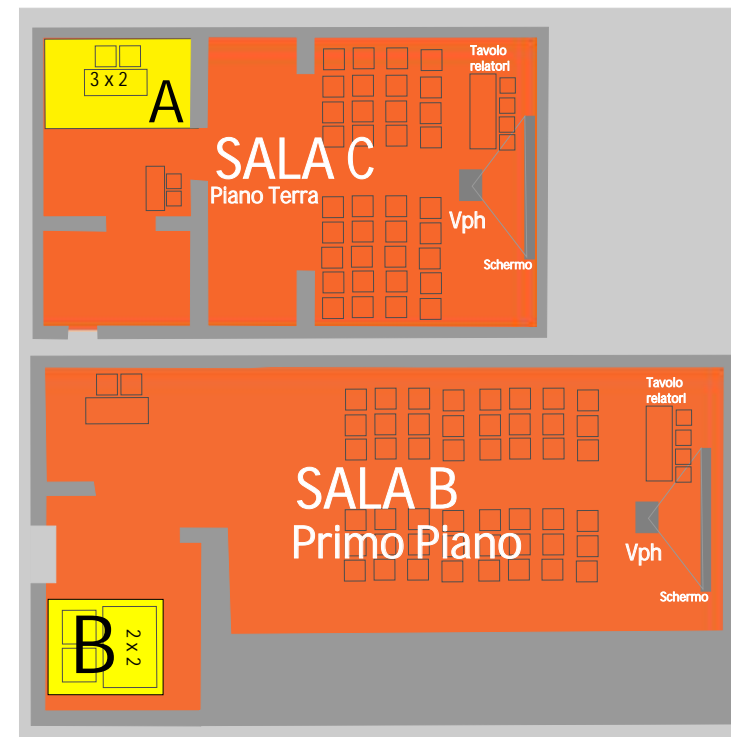 3 x 2
A
Tavolo
relatori
SALA C
Piano Terra
Vph
Schermo
Tavolo
relatori
SALA B
Primo Piano
Vph
Schermo
B
2 x 2